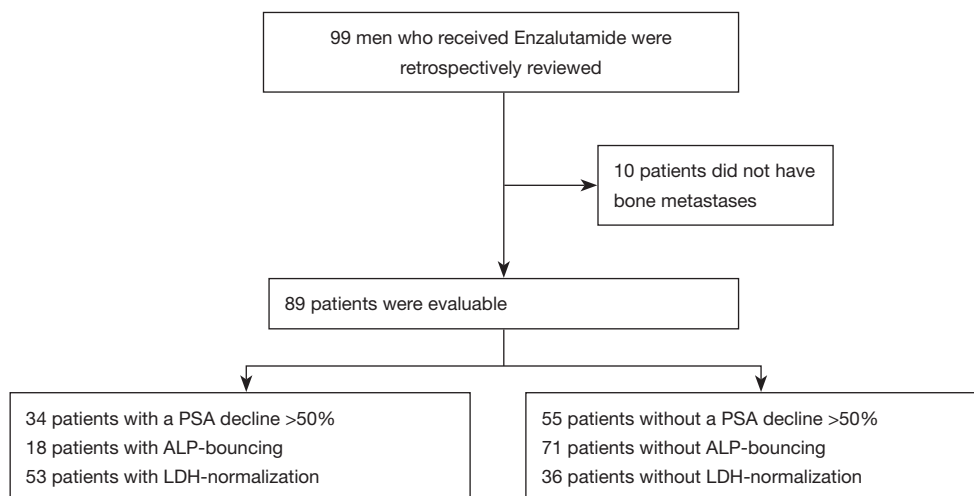 99 men who received Enzalutamide were
retrospectively reviewed
10 patients did not have
bone metastases
89 patients were evaluable
34 patients with a PSA decline >50%
18 patients with ALP-bouncing
53 patients with LDH-normalization
55 patients without a PSA decline >50%
71 patients without ALP-bouncing
36 patients without LDH-normalization